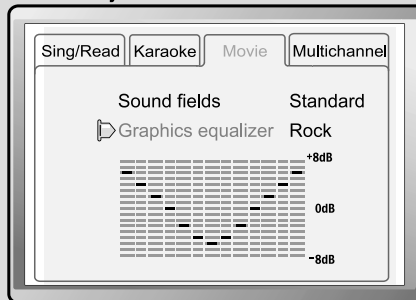 Sing/Read Karaoke Movie Multichannel
Sound fields Standard
Graphics equalizer Rock
+8dB
0dB
-8dB